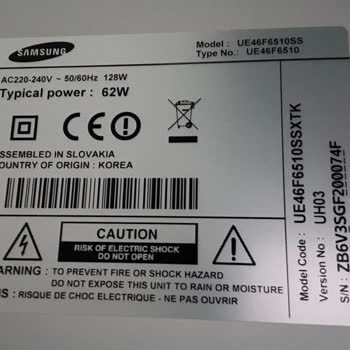 SAMSUNG
Model : UE46F6510SS
Type No.: UE46F6510
AC220-240V ~ 50/60Hz 128W
Typical power : 62W
ASSEMBLED IN SLOVAKIA
COUNTRY OF ORIGIN : KOREA
CAUTION
RISK OF ELECTRIC SHOCK
DO NOT OPEN
WARNING : TO PREVENT FIRE OR SHOCK HAZARD
DO NOT EXPOSE THIS UNIT TO RAIN OR MOISTURE
: RISQUE DE CHOC ELECTRIQUE - NE PAS OUVRIR
Model Code : UE46F6510SSXTK
Version No : UH03
S/N : ZB6V3SGF200074F